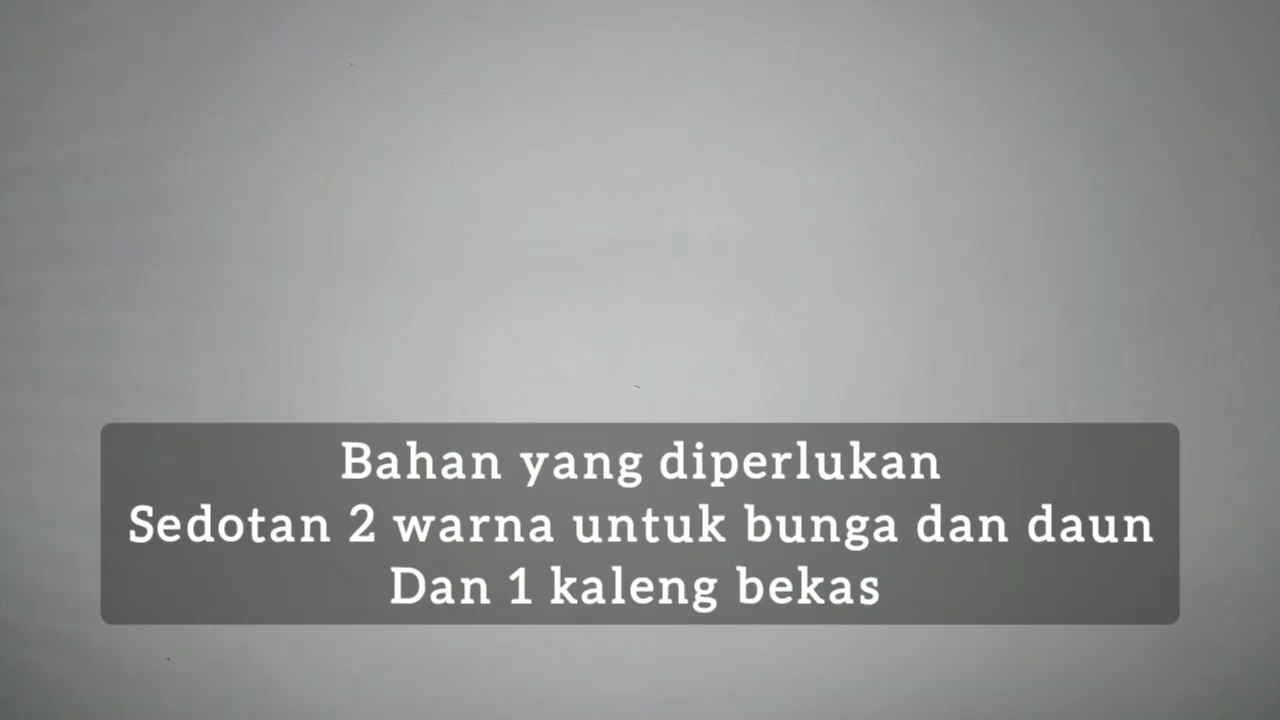 Bahan yang diperlukan
Sedotan 2 warna untuk bunga dan daun
Dan 1 kaleng bekas